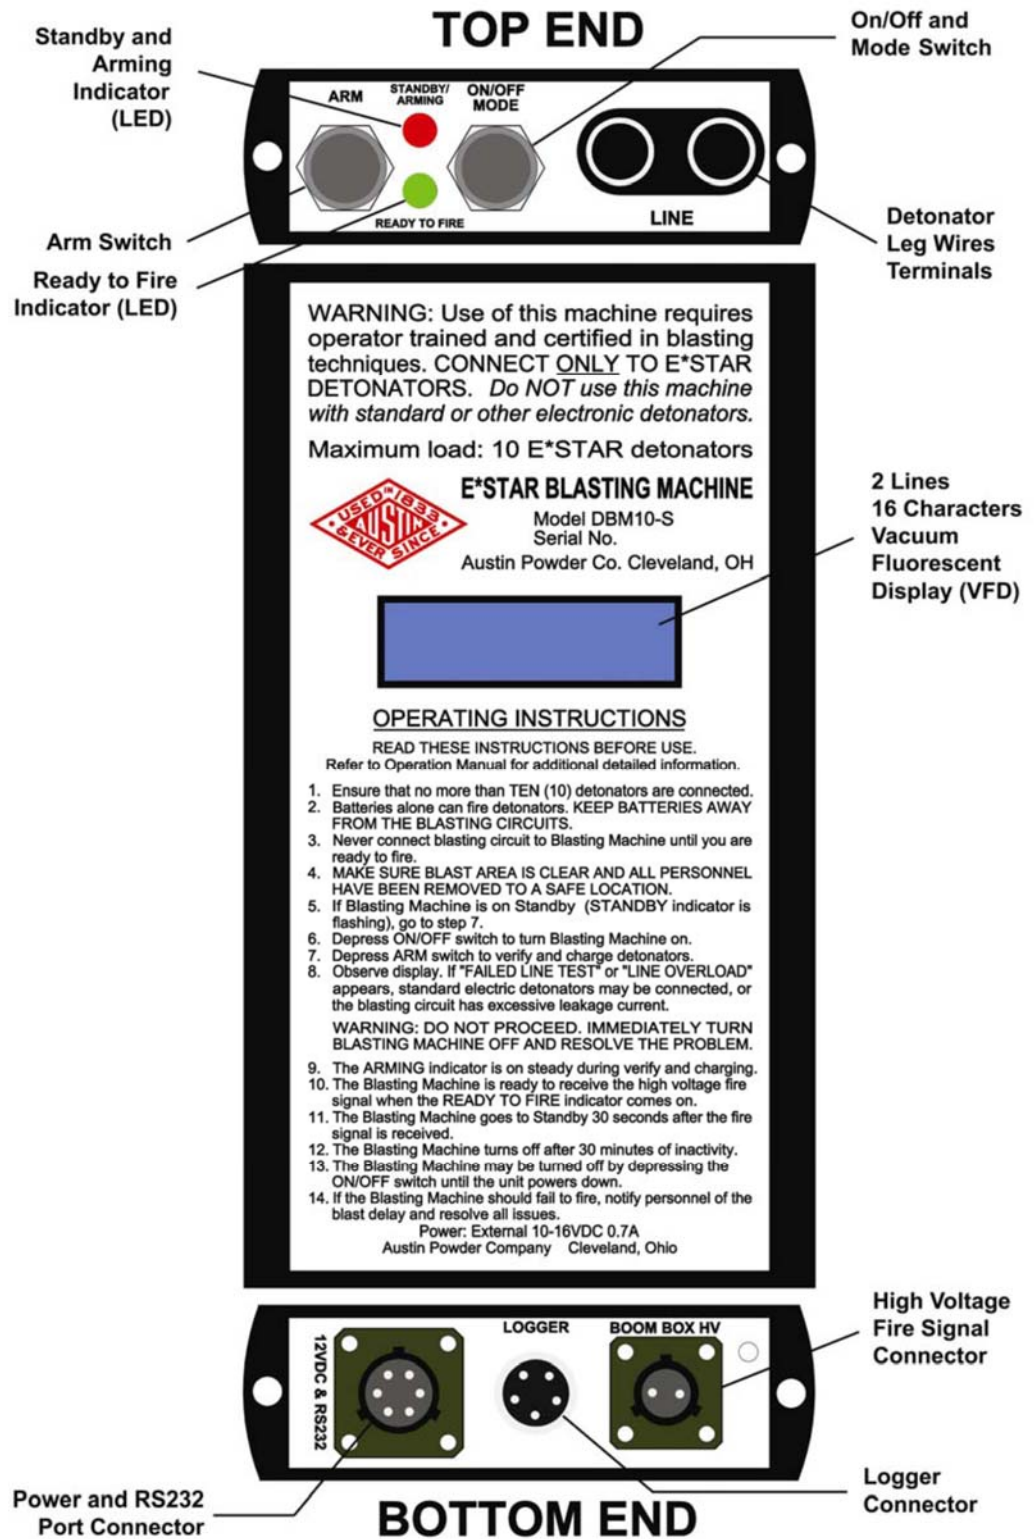 TOP END
Standby and
Arming
Indicator
(LED)
On/Off and
Mode Switch
ARM
STANDBY/
ARMING
ON/OFF
MODE
READY TO FIRE
LINE
Arm Switch
Ready to Fire
Indicator (LED)
Detonator
Leg Wires
Terminals
WARNING: Use of this machine requires
operator trained and certified in blasting
techniques. CONNECT ONLY TO E*STAR
DETONATORS. Do NOT use this machine
with standard or other electronic detonators.
Maximum load: 10 E*STAR detonators
USED IN 1833
AUSTIN
& EVER SINCE
E*STAR BLASTING MACHINE
Model DBM10-S
Serial No.
Austin Powder Co. Cleveland, OH
2 Lines
16 Characters
Vacuum
Fluorescent
Display (VFD)
OPERATING INSTRUCTIONS
READ THESE INSTRUCTIONS BEFORE USE.
Refer to Operation Manual for additional detailed information.
1. Ensure that no more than TEN (10) detonators are connected.
2. Batteries alone can fire detonators. KEEP BATTERIES AWAY
FROM THE BLASTING CIRCUITS.
3. Never connect blasting circuit to Blasting Machine until you are
ready to fire.
4. MAKE SURE BLAST AREA IS CLEAR AND ALL PERSONNEL
HAVE BEEN REMOVED TO A SAFE LOCATION.
5. If Blasting Machine is on Standby (STANDBY indicator is
flashing), go to step 7.
6. Depress ON/OFF switch to turn Blasting Machine on.
7. Depress ARM switch to verify and charge detonators.
8. Observe display. If "FAILED LINE TEST" or "LINE OVERLOAD"
appears, standard electric detonators may be connected, or
the blasting circuit has excessive leakage current.
WARNING: DO NOT PROCEED. IMMEDIATELY TURN
BLASTING MACHINE OFF AND RESOLVE THE PROBLEM.
9. The ARMING indicator is on steady during verify and charging.
10. The Blasting Machine is ready to receive the high voltage fire
signal when the READY TO FIRE indicator comes on.
11. The Blasting Machine goes to Standby 30 seconds after the fire
signal is received.
12. The Blasting Machine turns off after 30 minutes of inactivity.
13. The Blasting Machine may be turned off by depressing the
ON/OFF switch until the unit powers down.
14. If the Blasting Machine should fail to fire, notify personnel of the
blast delay and resolve all issues.
Power: External 10-16VDC 0.7A
Austin Powder Company Cleveland, Ohio
High Voltage
Fire Signal
Connector
12VDC & RS232
LOGGER
BOOM BOX HV
Power and RS232
Port Connector
Logger
Connector
BOTTOM END